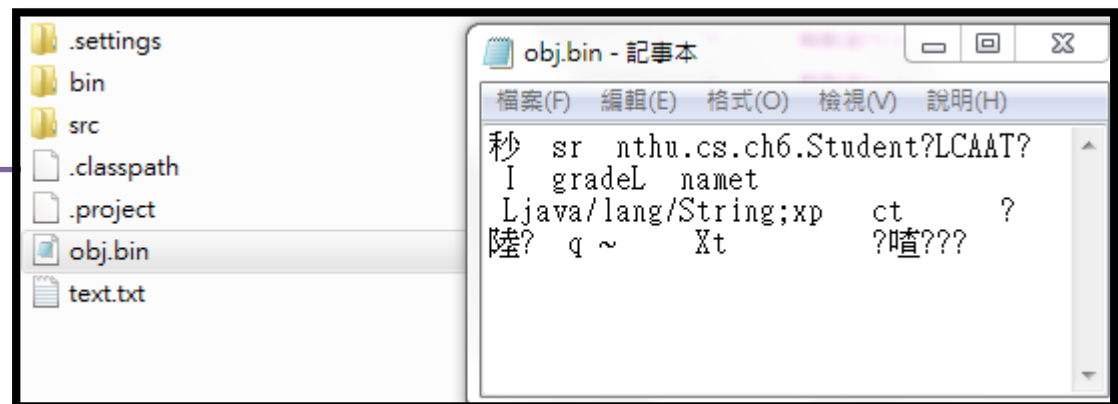 .settings
bin
src
.classpath
.project
obj.bin
text.txt
obj.bin - 記事本
檔案(F) 編輯(E) 格式(O) 檢視(V) 說明(H)
秒 sr nthu.cs.ch6.Student?LCAAT?
I gradeL namet
Ljava/lang/String;xp ct ?
陸? q ~ Xt ?喳???